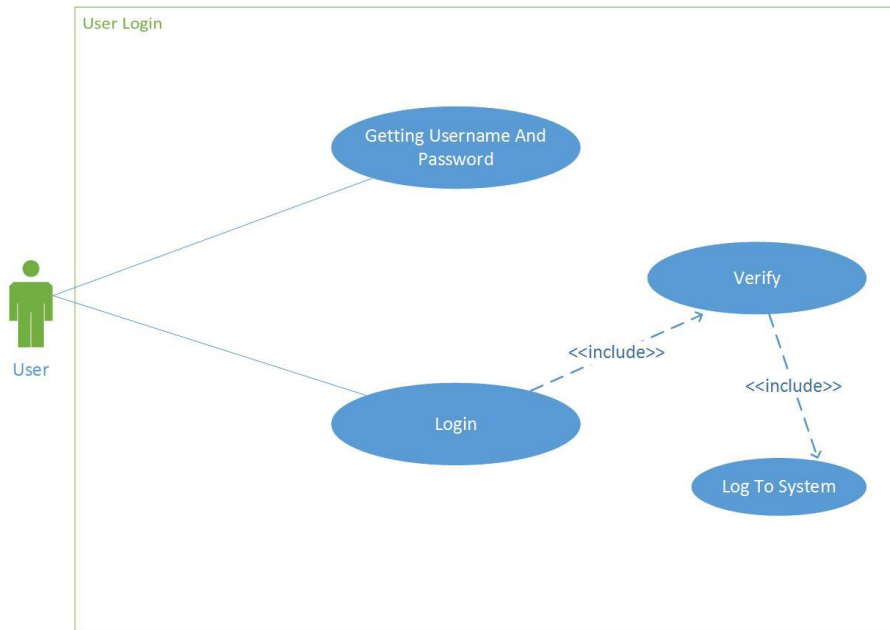 User Login
Getting Username And
Password
Verify
<<include>>
User
<<include>>
Login
Log To System